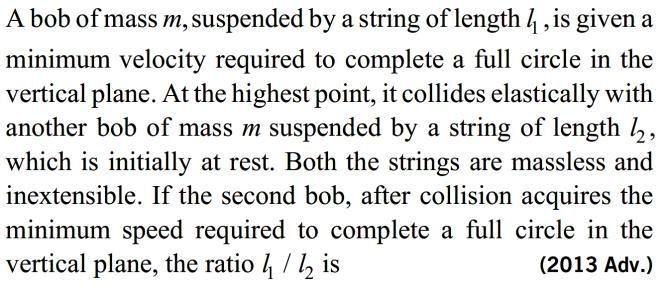 A bob of mass m, suspended by a string of length l₁, is given a
minimum velocity required to complete a full circle in the
vertical plane. At the highest point, it collides elastically with
another bob of mass m suspended by a string of length l₂,
which is initially at rest. Both the strings are massless and
inextensible. If the second bob, after collision acquires the
minimum speed required to complete a full circle in the
vertical plane, the ratio l₁ / l₂ is (2013 Adv.)